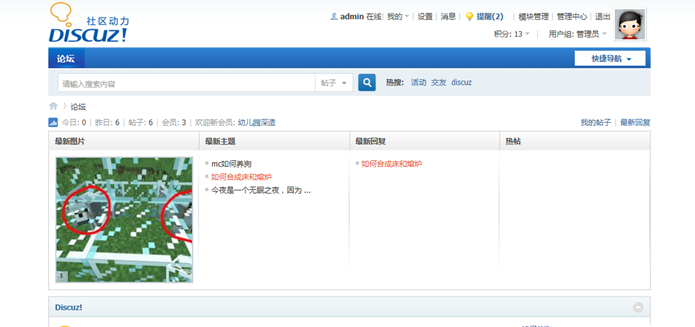 社区动力
DISCUZ!
admin 在线 我的 设置 消息 提醒(2) 模块管理 管理中心 退出
积分: 13 用户组: 管理员
论坛 快捷导航
请输入搜索内容 帖子 热搜: 活动 交友 discuz
论坛
今日: 0 昨日: 6 帖子: 6 会员: 3 欢迎新会员: 幼儿园深造 我的帖子 最新回复
最新图片 最新主题 最新回复 热帖
mc如何养狗 如何合成床和熔炉
如何合成床和熔炉
今夜是一个无眠之夜，因为 ...
1
Discuz!